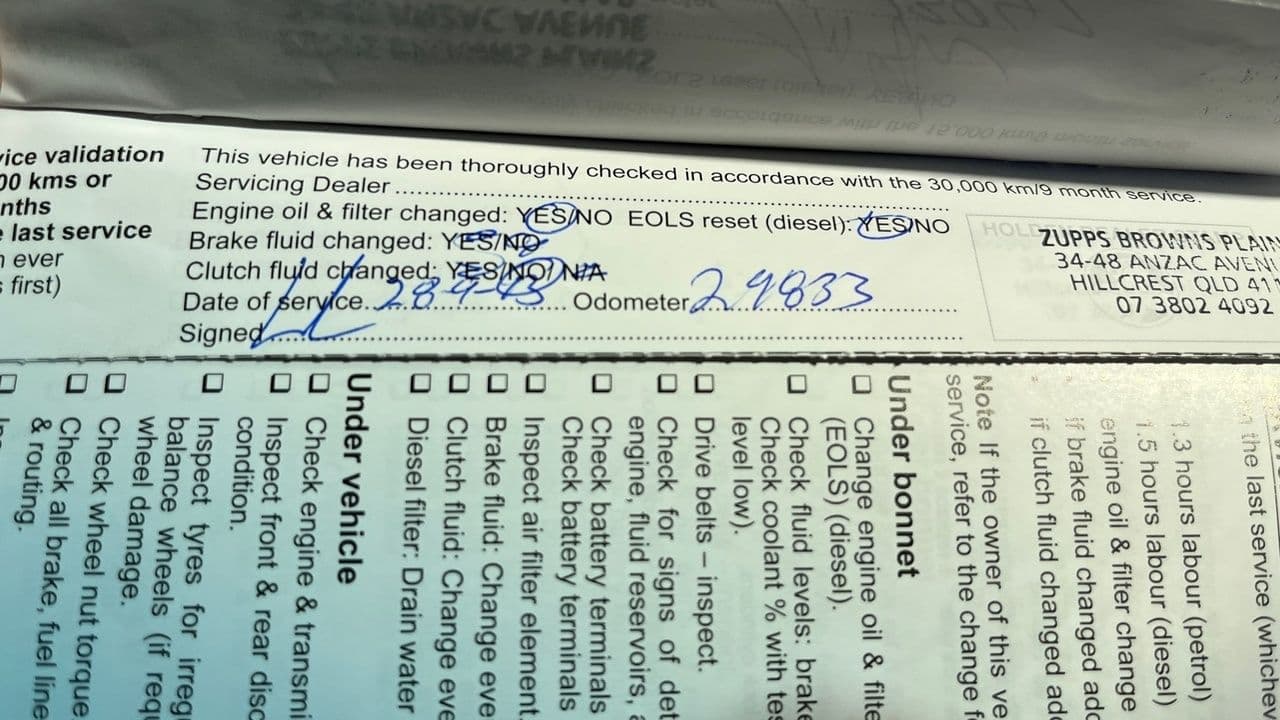 vice validation
00 kms or
nths
e last service
n ever
s first)
This vehicle has been thoroughly checked in accordance with the 30,000 km/9 month service.
Servicing Dealer
Engine oil & filter changed: YES/NO EOLS reset (diesel): YES/NO
Brake fluid changed: YES/NO
Clutch fluid changed: YES/NO/ N/A
Date of service Odometer 29833
Signed
ZUPPS BROWNS PLAIN
34-48 ANZAC AVENU
HILLCREST QLD 411
07 3802 4092
n the last service (whichev
1.3 hours labour (petrol)
1.5 hours labour (diesel)
engine oil & filter change
if brake fluid changed add
if clutch fluid changed add
Note If the owner of this ve
service, refer to the change f
Under bonnet
Change engine oil & filte
(EOLS) (diesel).
Check fluid levels: brake
Check coolant % with tes
level low).
Drive belts – inspect.
Check for signs of det
engine, fluid reservoirs, a
Check battery terminals
Check battery terminals
Inspect air filter element.
Brake fluid: Change eve
Clutch fluid: Change eve
Diesel filter: Drain water
Under vehicle
Check engine & transmi
Inspect front & rear disc
condition.
Inspect tyres for irregu
balance wheels (if requ
wheel damage.
Check wheel nut torque
Check all brake, fuel line
& routing.